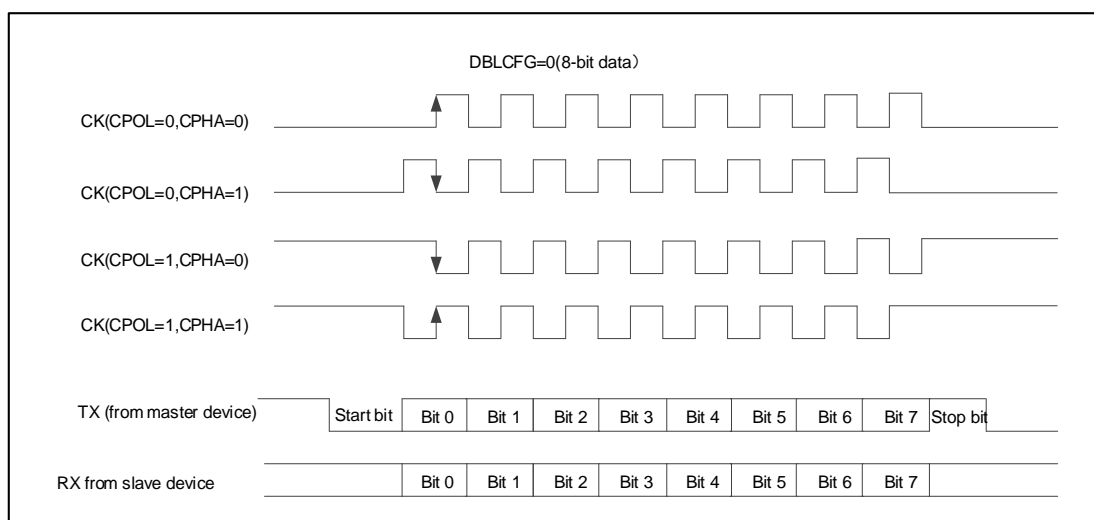 DBLCFG=0(8-bit data）
CK(CPOL=0,CPHA=0)
CK(CPOL=0,CPHA=1)
CK(CPOL=1,CPHA=0)
CK(CPOL=1,CPHA=1)
TX (from master device) Start bit Bit 0 Bit 1 Bit 2 Bit 3 Bit 4 Bit 5 Bit 6 Bit 7 Stop bit
RX from slave device Bit 0 Bit 1 Bit 2 Bit 3 Bit 4 Bit 5 Bit 6 Bit 7